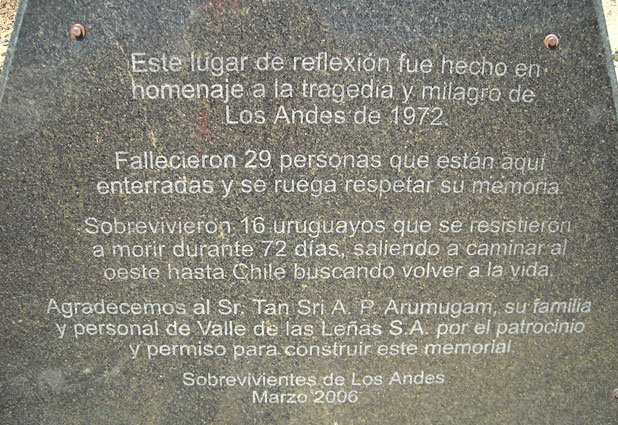 Este lugar de reflexión fue hecho en
homenaje a la tragedia y milagro de
Los Andes de 1972.
Fallecieron 29 personas que están aquí
enterradas y se ruega respetar su memoria.
Sobrevivieron 16 uruguayos que se resistieron
a morir durante 72 días, saliendo a caminar al
oeste hasta Chile buscando volver a la vida.
Agradecemos al Sr. Tan Sri A. P. Arumugam, su familia
y personal de Valle de las Leñas S.A. por el patrocinio
y permiso para construir este memorial.
Sobrevivientes de Los Andes
Marzo 2006